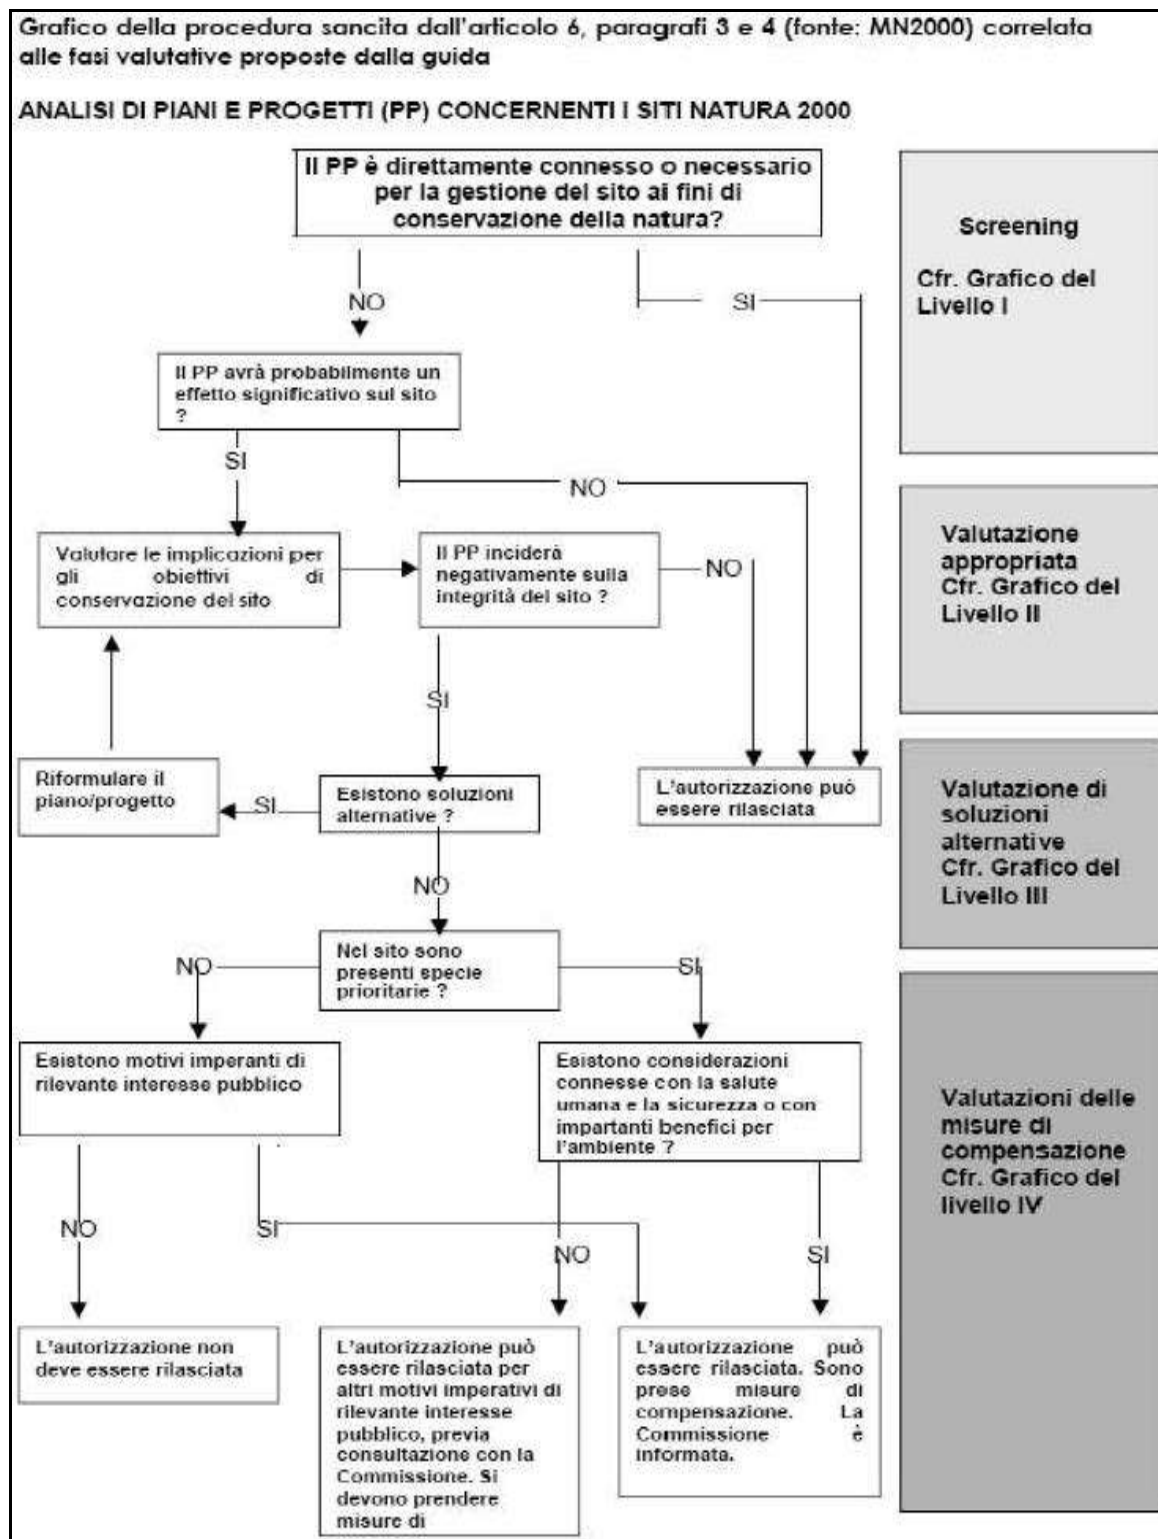 Grafico della procedura sancita dall'articolo 6, paragrafi 3 e 4 (fonte: MN2000) correlata
alle fasi valutative proposte dalla guida
ANALISI DI PIANI E PROGETTI (PP) CONCERNENTI I SITI NATURA 2000
Il PP è direttamente connesso o necessario
per la gestione del sito ai fini di
conservazione della natura?
Screening
Cfr. Grafico del
Livello I
NO
SI
Il PP avrà probabilmente un
effetto significativo sul sito
?
SI
NO
Valutare le implicazioni per
gli obiettivi di
conservazione del sito
Il PP inciderà
negativamente sulla
integrità del sito ?
NO
Valutazione
appropriata
Cfr. Grafico del
Livello II
SI
Riformulare il
piano/progetto
SI
Esistono soluzioni
alternative ?
L'autorizzazione può
essere rilasciata
Valutazione di
soluzioni
alternative
Cfr. Grafico del
Livello III
NO
NO
Nel sito sono
presenti specie
prioritarie ?
SI
Esistono motivi imperanti di
rilevante interesse pubblico
Esistono considerazioni
connesse con la salute
umana e la sicurezza o con
impartanti benefici per
l'ambiente ?
Valutazioni delle
misure di
compensazione
Cfr. Grafico del
livello IV
NO
SI
NO
SI
L'autorizzazione non
deve essere rilasciata
L'autorizzazione può
essere rilasciata per
altri motivi imperativi di
rilevante interesse
pubblico, previa
consultazione con la
Commissione. Si
devono prendere
misure di
L'autorizzazione può
essere rilasciata. Sono
prese misure di
compensazione. La
Commissione è
informata.